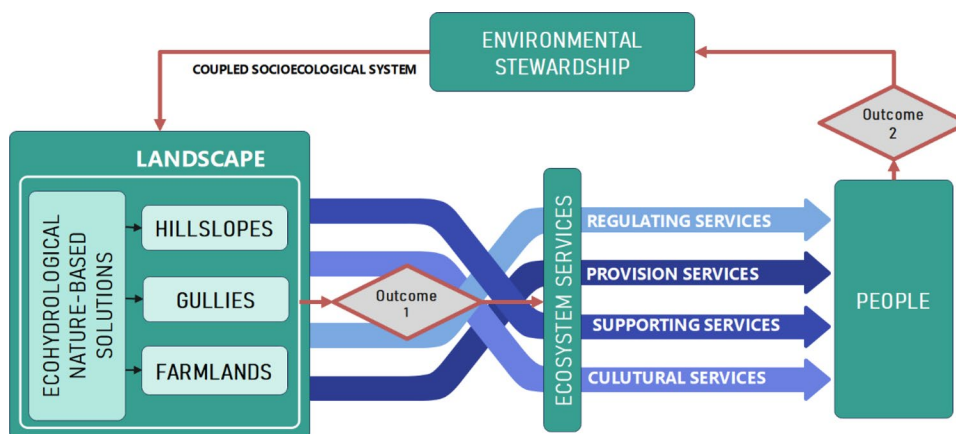 ENVIRONMENTAL
STEWARDSHIP
COUPLED SOCIOECOLOGICAL SYSTEM
Outcome
2
LANDSCAPE
ECOHYDROLOGICAL
NATURE-BASED
SOLUTIONS
HILLSLOPES
GULLIES
FARMLANDS
Outcome
1
ECOSYSTEM SERVICES
REGULATING SERVICES
PROVISION SERVICES
SUPPORTING SERVICES
CULUTURAL SERVICES
PEOPLE